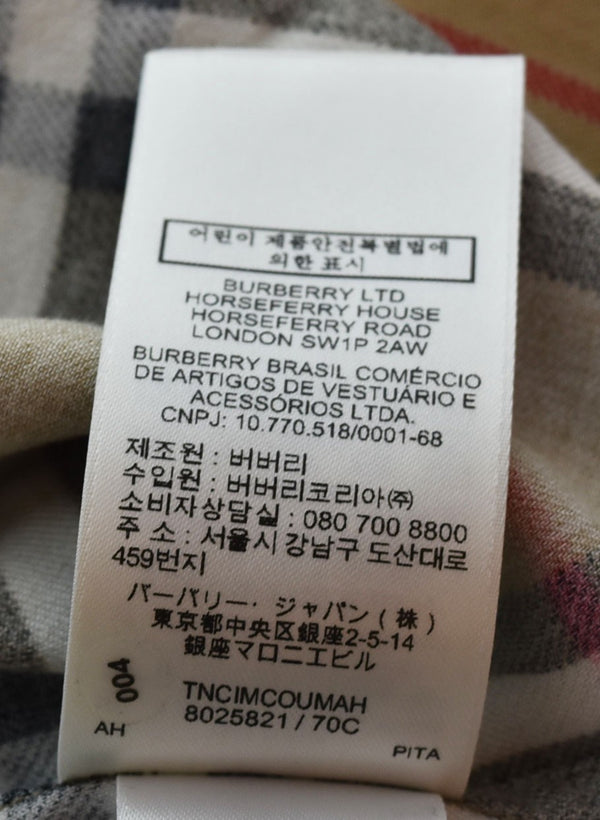 어린이 제품안전특별법에
의한 표시
BURBERRY LTD
HORSEFERRY HOUSE
HORSEFERRY ROAD
LONDON SW1P 2AW
BURBERRY BRASIL COMÉRCIO
DE ARTIGOS DE VESTUÁRIO E
ACESSÓRIOS LTDA.
CNPJ: 10.770.518/0001-68
제조원 : 버버리
수입원 : 버버리코리아㈜
소비자상담실 : 080 700 8800
주 소 : 서울시 강남구 도산대로
459번지
バーバリー・ジャパン(株)
東京都中央区銀座2-5-14
銀座マロニエビル
004
TNCIMCOUMAH
8025821 / 70C
AH
PITA